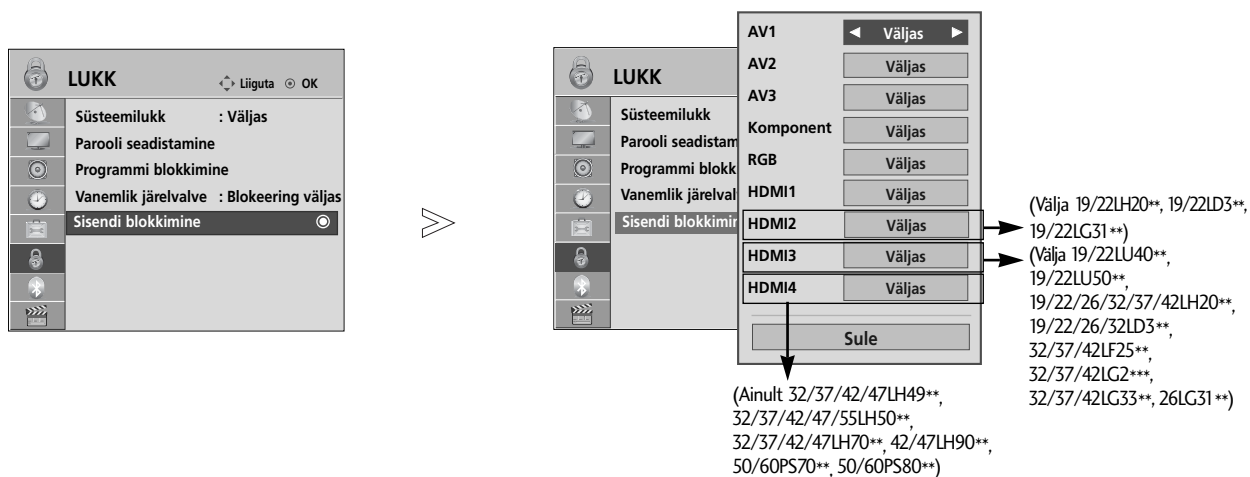 LUKK
Liiguta OK
Süsteemilukk : Väljas
Parooli seadistamine
Programmi blokkimine
Vanemlik järelvalve : Blokeering väljas
Sisendi blokkimine
LUKK
Süsteemilukk
Parooli seadistam
Programmi blokk
Vanemlik järelval
Sisendi blokkimin
AV1 Väljas
AV2 Väljas
AV3 Väljas
Komponent Väljas
RGB Väljas
HDMI1 Väljas
HDMI2 Väljas
HDMI3 Väljas
HDMI4 Väljas
Sule
(Välja 19/22LH20**, 19/22LD3**,
19/22LG31**)
(Välja 19/22LU40**,
19/22LU50**,
19/22/26/32/37/42LH20**,
19/22/26/32LD3**,
32/37/42LF25**,
32/37/42LG2***,
32/37/42LG33**, 26LG31**)
(Ainult 32/37/42/47LH49**,
32/37/42/47/55LH50**,
32/37/42/47LH70**, 42/47LH90**,
50/60PS70**, 50/60PS80**)